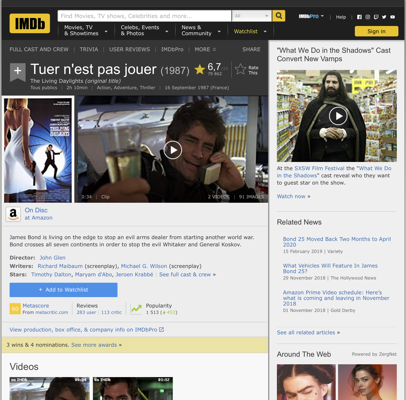 IMDb
Find Movies, TV shows, Celebrities and more...
All
IMDbPro
Help
Movies, TV & Showtimes
Celebs, Events & Photos
News & Community
Watchlist
Sign in
FULL CAST AND CREW | TRIVIA | USER REVIEWS | IMDbPro | MORE
SHARE
Tuer n'est pas jouer (1987)
The Living Daylights (original title)
Tous publics | 2h 10min | Action, Adventure, Thriller | 16 September 1987 (France)
6,7
Rate This
0:34 | Clip
2 VIDEOS | 91 IMAGES
On Disc
at Amazon
James Bond is living on the edge to stop an evil arms dealer from starting another world war.
Bond crosses all seven continents in order to stop the evil Whitaker and General Koskov.
Director: John Glen
Writers: Richard Maibaum (screenplay), Michael G. Wilson (screenplay)
Stars: Timothy Dalton, Maryam d'Abo, Jeroen Krabbé | See full cast & crew »
+ Add to Watchlist
Metascore
From metacritic.com
Reviews
283 user | 113 critic
Popularity
View production, box office, & company info on IMDbPro
3 wins & 4 nominations. See more awards »
Videos
"What We Do in the Shadows" Cast
Convert New Vamps
At the SXSW Film Festival the "What We
Do in the Shadows" cast reveal who they
want to guest star on the show.
Watch now »
Related News
Bond 25 Moved Back Two Months to April
2020
15 February 2019 | Variety
What Vehicles Will Feature In James
Bond 25?
29 November 2018 | The Hollywood News
Amazon Prime Video schedule: Here's
what is coming and leaving in November
2018
01 November 2018 | Gold Derby
See all related articles »
Around The Web
Powered by ZergNet